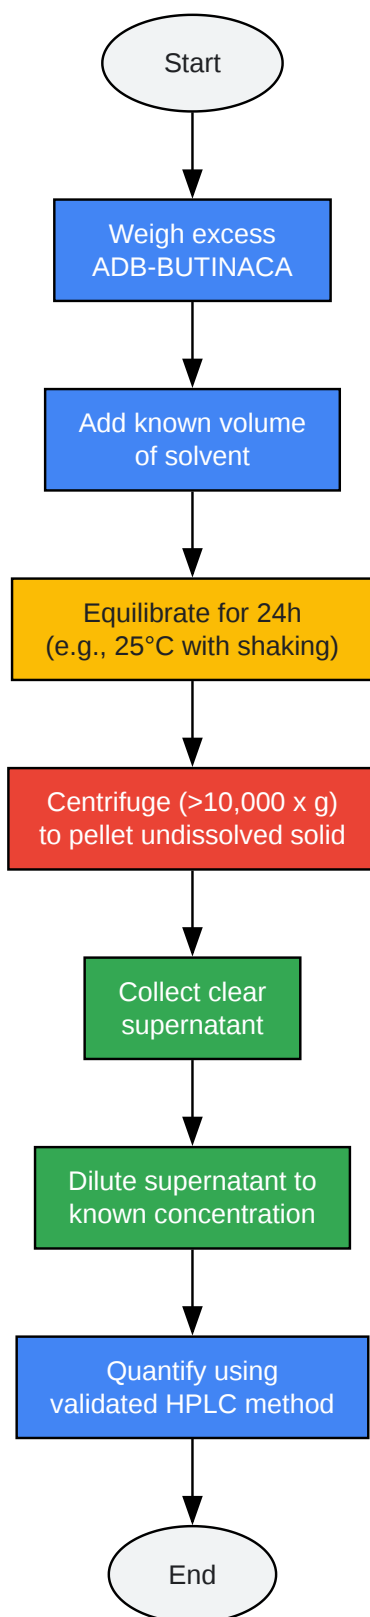 Start
Weigh excess
ADB-BUTINACA
Add known volume
of solvent
Equilibrate for 24h
(e.g., 25°C with shaking)
Centrifuge (>10,000 x g)
to pellet undissolved solid
Collect clear
supernatant
Dilute supernatant to
known concentration
Quantify using
validated HPLC method
End